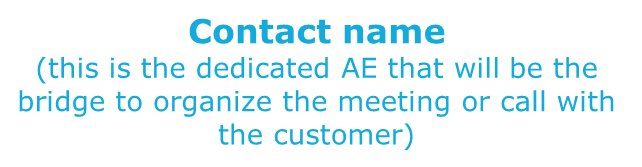 Contact name
(this is the dedicated AE that will be the
bridge to organize the meeting or call with
the customer)